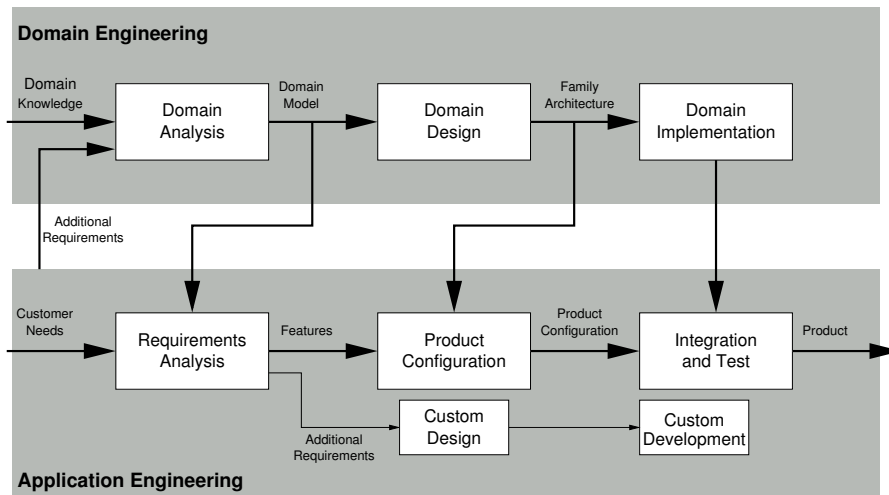 Domain Engineering
Domain
Knowledge
Domain
Analysis
Domain
Model
Domain
Design
Family
Architecture
Domain
Implementation
Additional
Requirements
Customer
Needs
Requirements
Analysis
Features
Product
Configuration
Product
Configuration
Integration
and Test
Product
Additional
Requirements
Custom
Design
Custom
Development
Application Engineering